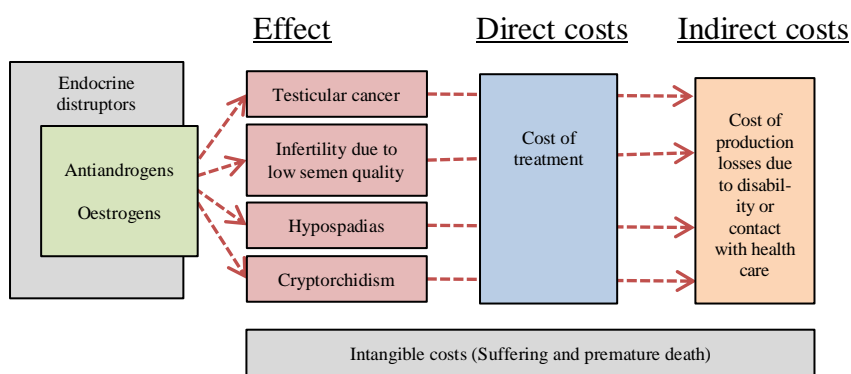 Effect
Direct costs
Indirect costs
Endocrine
distruptors
Antiandrogens
Oestrogens
Testicular cancer
Infertility due to
low semen quality
Hypospadias
Cryptorchidism
Cost of
treatment
Cost of
production
losses due
to disabil-
ity or
contact
with health
care
Intangible costs (Suffering and premature death)